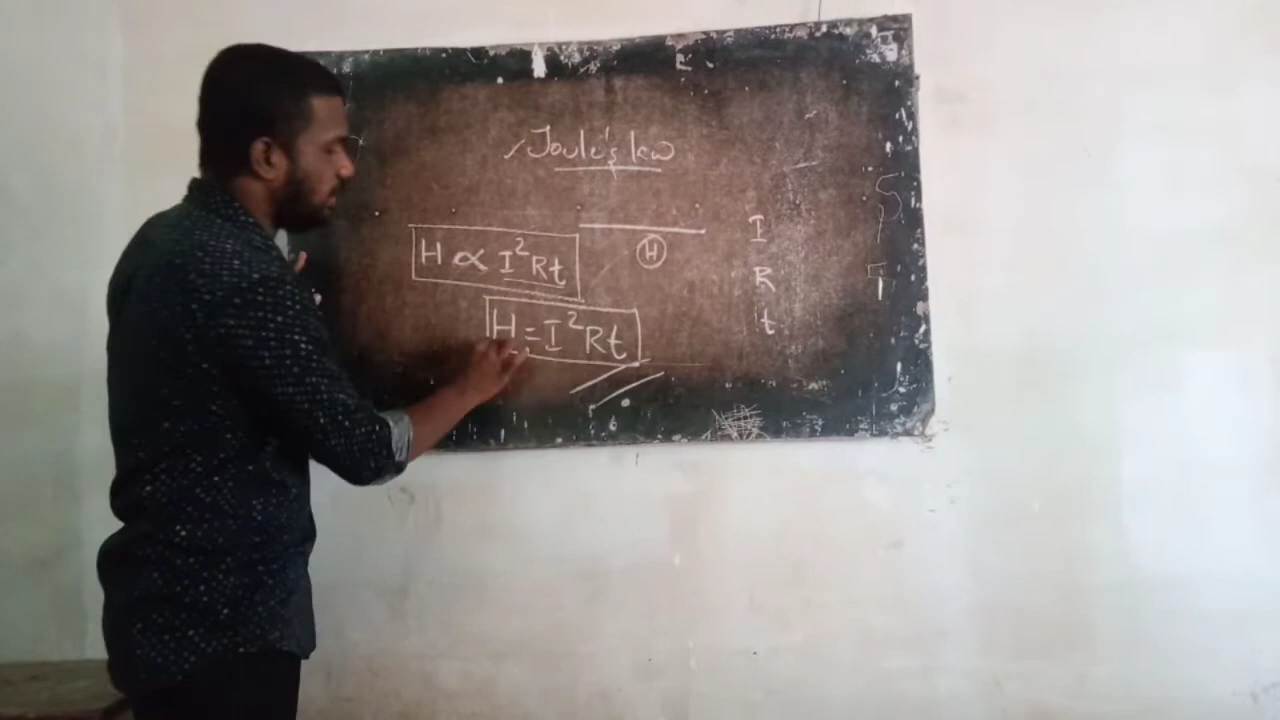 Joule's law
H ∝ I²Rt
H
H = I²Rt
I
R
t